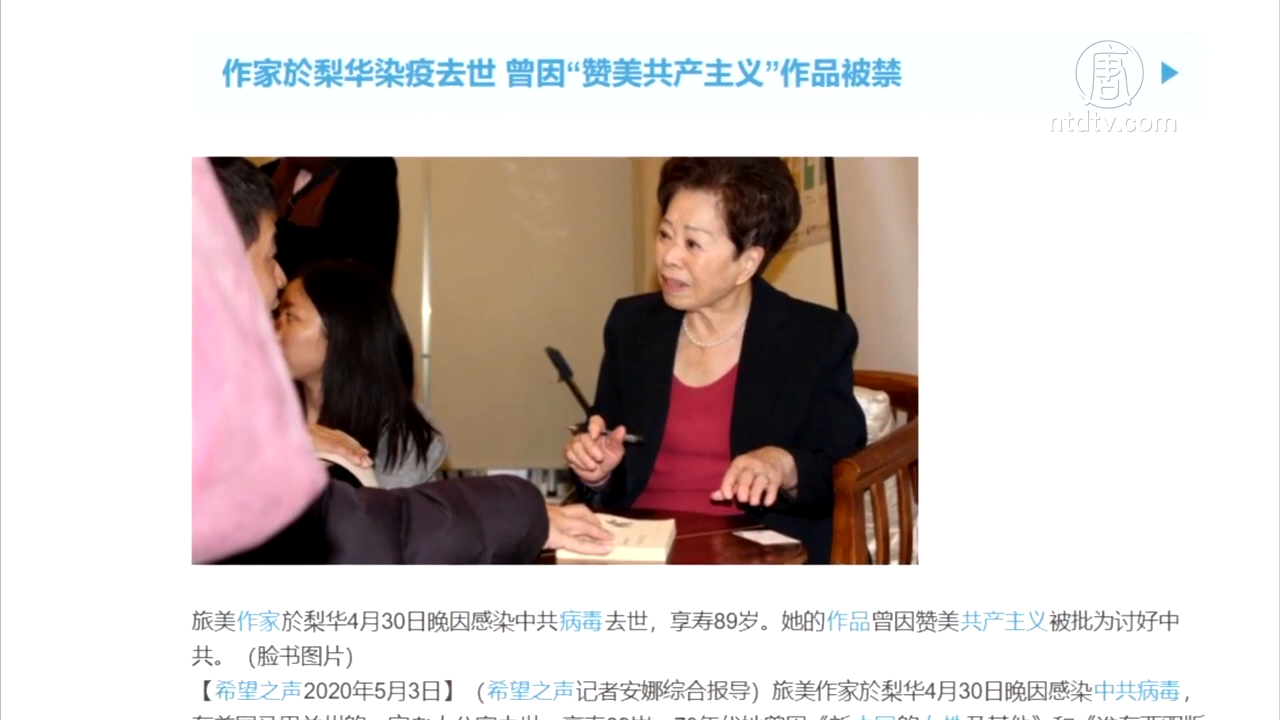 作家於梨华染疫去世 曾因“赞美共产主义”作品被禁
唐
ntdtv.com
旅美作家於梨华4月30日晚因感染中共病毒去世，享寿89岁。她的作品曾因赞美共产主义被批为讨好中
共。（脸书图片）
【希望之声2020年5月3日】（希望之声记者安娜综合报导）旅美作家於梨华4月30日晚因感染中共病毒，